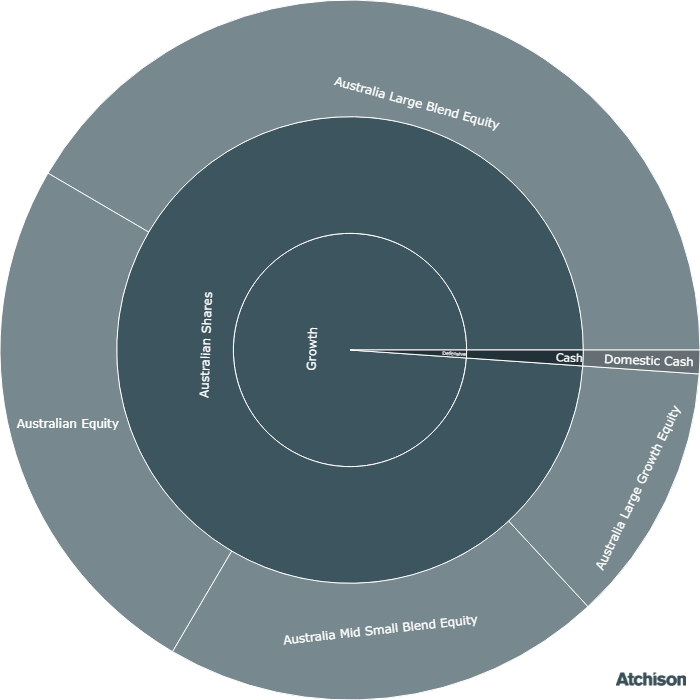 Australia Large Blend Equity
Australian Shares
Growth
Defensive
Cash
Domestic Cash
Australian Equity
Australia Large Growth Equity
Australia Mid Small Blend Equity
Atchison